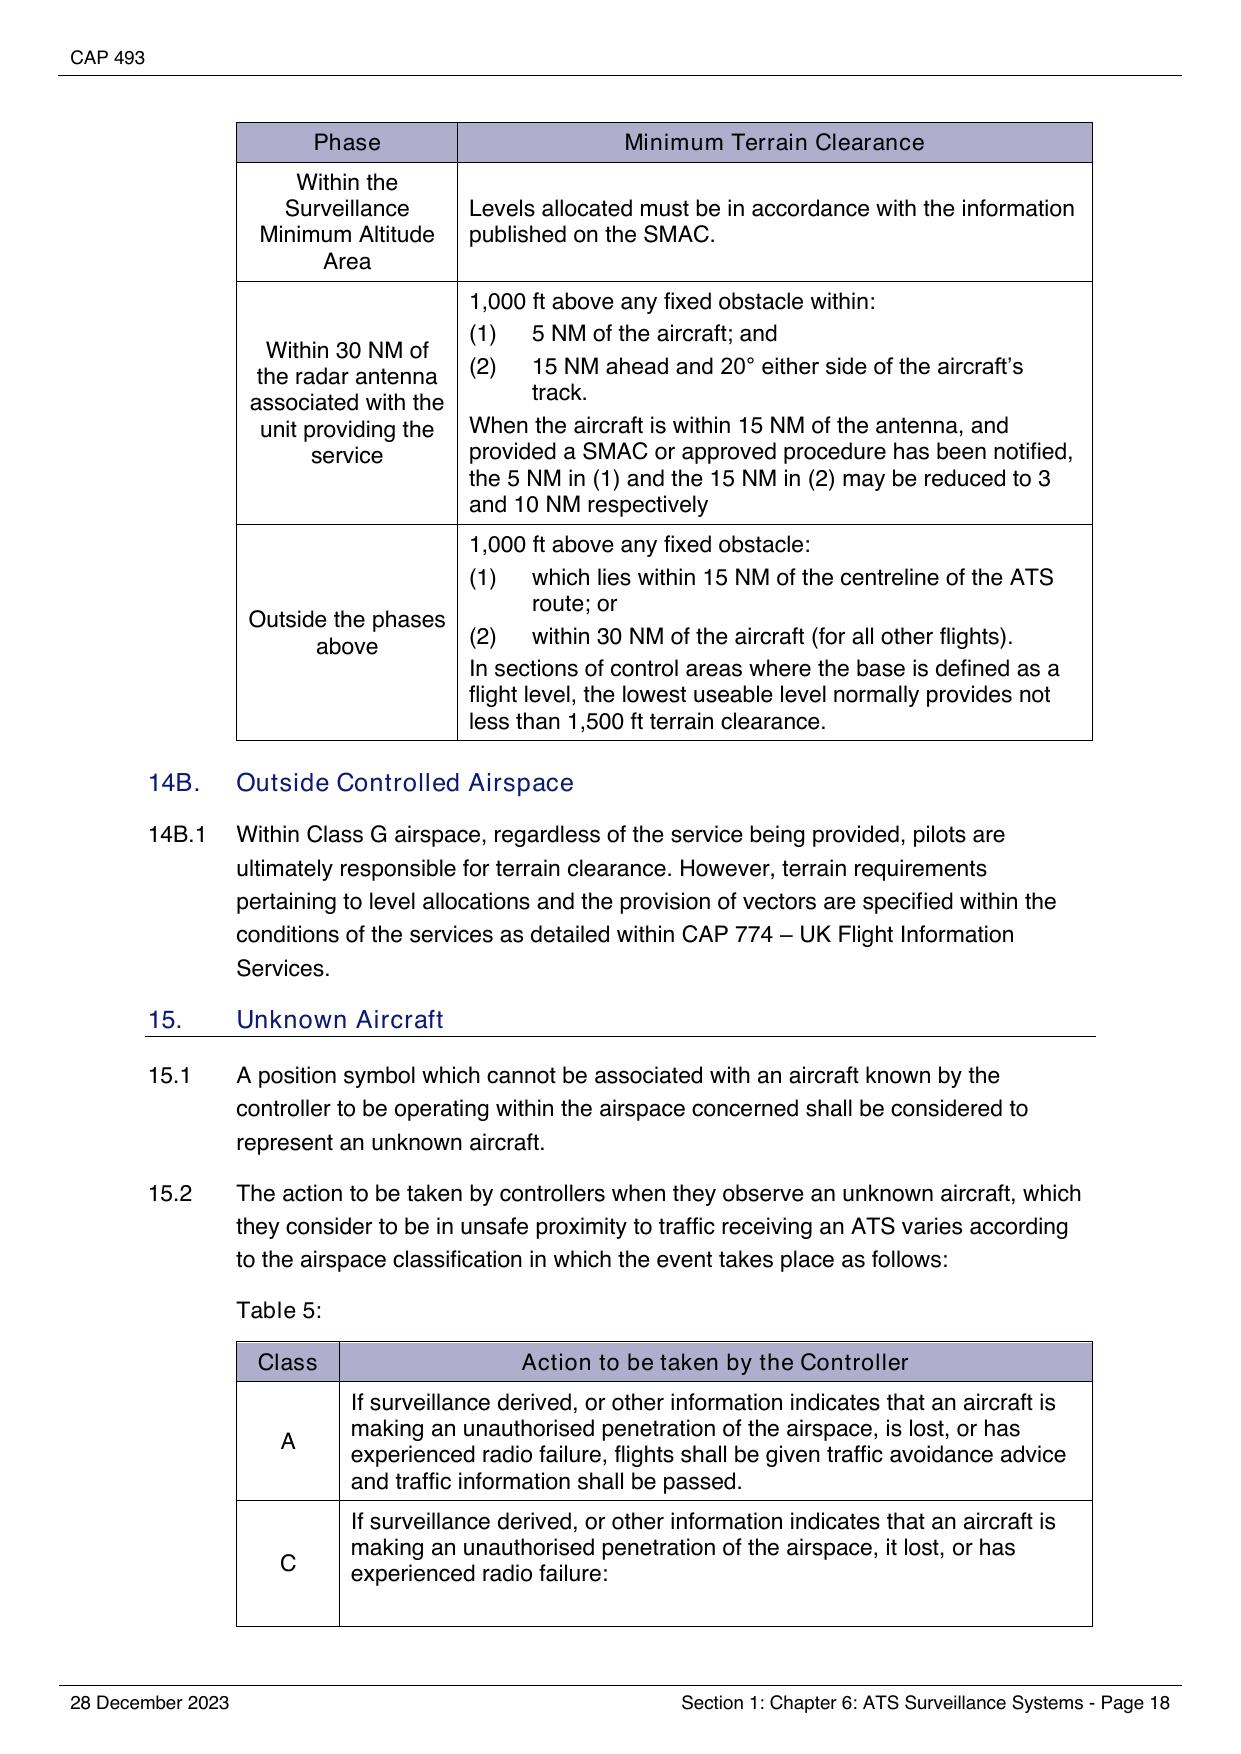 CAP 493
Phase
Minimum Terrain Clearance
Within the
Surveillance
Minimum Altitude
Area
Levels allocated must be in accordance with the information
published on the SMAC.
Within 30 NM of
the radar antenna
associated with the
unit providing the
service
1,000 ft above any fixed obstacle within:
(1) 5 NM of the aircraft; and
(2) 15 NM ahead and 20° either side of the aircraft’s
track.
When the aircraft is within 15 NM of the antenna, and
provided a SMAC or approved procedure has been notified,
the 5 NM in (1) and the 15 NM in (2) may be reduced to 3
and 10 NM respectively
Outside the phases
above
1,000 ft above any fixed obstacle:
(1) which lies within 15 NM of the centreline of the ATS
route; or
(2) within 30 NM of the aircraft (for all other flights).
In sections of control areas where the base is defined as a
flight level, the lowest useable level normally provides not
less than 1,500 ft terrain clearance.
14B. Outside Controlled Airspace
14B.1 Within Class G airspace, regardless of the service being provided, pilots are
ultimately responsible for terrain clearance. However, terrain requirements
pertaining to level allocations and the provision of vectors are specified within the
conditions of the services as detailed within CAP 774 – UK Flight Information
Services.
15. Unknown Aircraft
15.1 A position symbol which cannot be associated with an aircraft known by the
controller to be operating within the airspace concerned shall be considered to
represent an unknown aircraft.
15.2 The action to be taken by controllers when they observe an unknown aircraft, which
they consider to be in unsafe proximity to traffic receiving an ATS varies according
to the airspace classification in which the event takes place as follows:
Table 5:
Class
Action to be taken by the Controller
A
If surveillance derived, or other information indicates that an aircraft is
making an unauthorised penetration of the airspace, is lost, or has
experienced radio failure, flights shall be given traffic avoidance advice
and traffic information shall be passed.
C
If surveillance derived, or other information indicates that an aircraft is
making an unauthorised penetration of the airspace, it lost, or has
experienced radio failure:
28 December 2023
Section 1: Chapter 6: ATS Surveillance Systems - Page 18